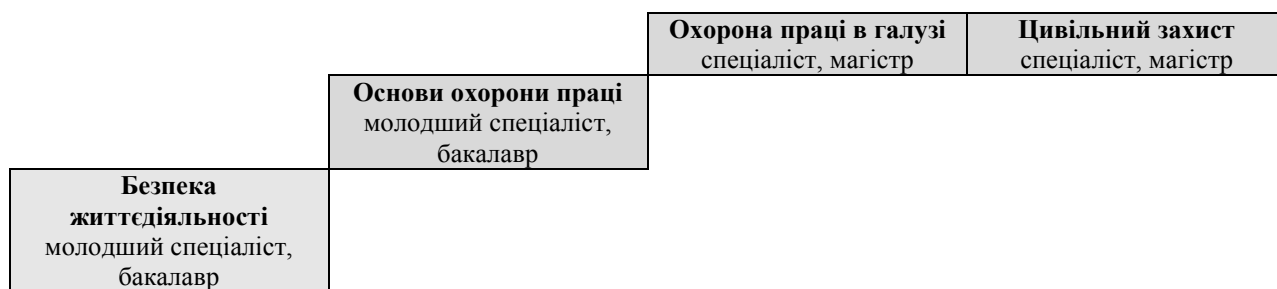 Охорона праці в галузі
спеціаліст, магістр
Цивільний захист
спеціаліст, магістр
Основи охорони праці
молодший спеціаліст,
бакалавр
Безпека
життєдіяльності
молодший спеціаліст,
бакалавр